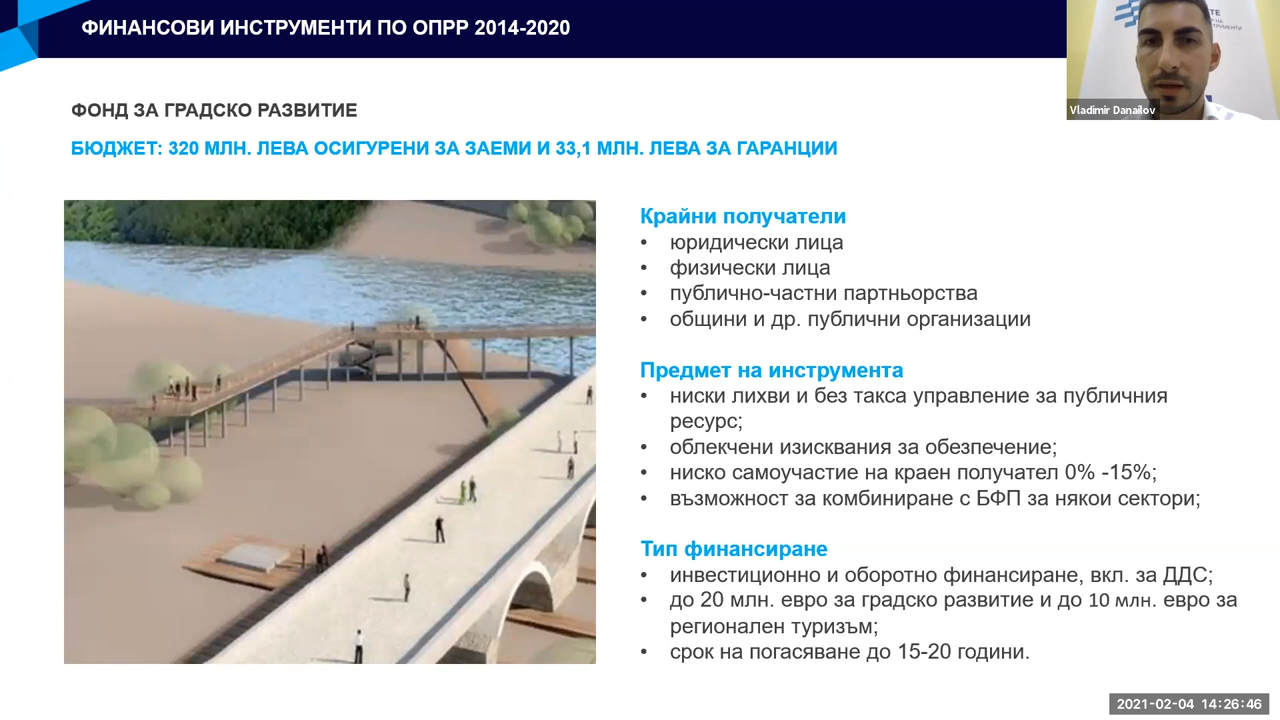 ФИНАНСОВИ ИНСТРУМЕНТИ ПО ОПРР 2014-2020
Vladimir Danailov
ФОНД ЗА ГРАДСКО РАЗВИТИЕ
БЮДЖЕТ: 320 МЛН. ЛЕВА ОСИГУРЕНИ ЗА ЗАЕМИ И 33,1 МЛН. ЛЕВА ЗА ГАРАНЦИИ
Крайни получатели
• юридически лица
• физически лица
• публично-частни партньорства
• общини и др. публични организации
Предмет на инструмента
• ниски лихви и без такса управление за публичния
ресурс;
• облекчени изисквания за обезпечение;
• ниско самоучастие на краен получател 0% -15%;
• възможност за комбиниране с БФП за някои сектори;
Тип финансиране
• инвестиционно и оборотно финансиране, вкл. за ДДС;
• до 20 млн. евро за градско развитие и до 10 млн. евро за
регионален туризъм;
• срок на погасяване до 15-20 години.
2021-02-04 14:26:46